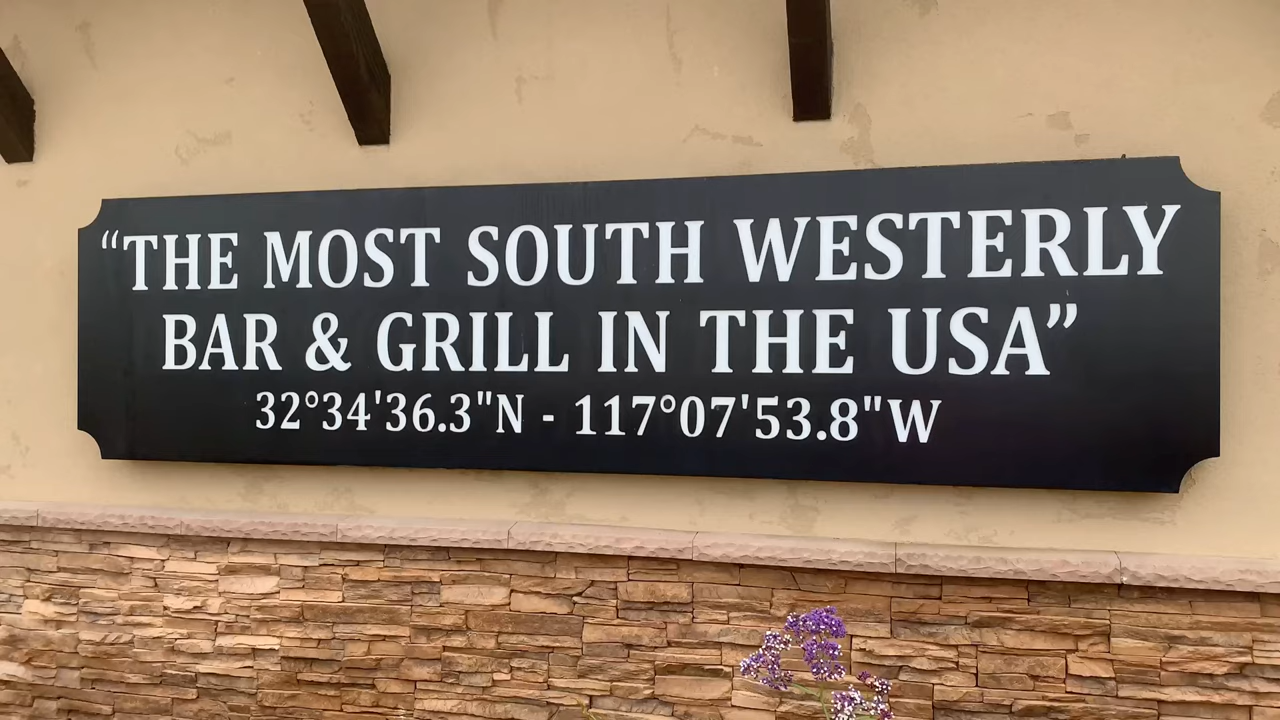 “THE MOST SOUTH WESTERLY
BAR & GRILL IN THE USA”
32°34'36.3"N - 117°07'53.8"W